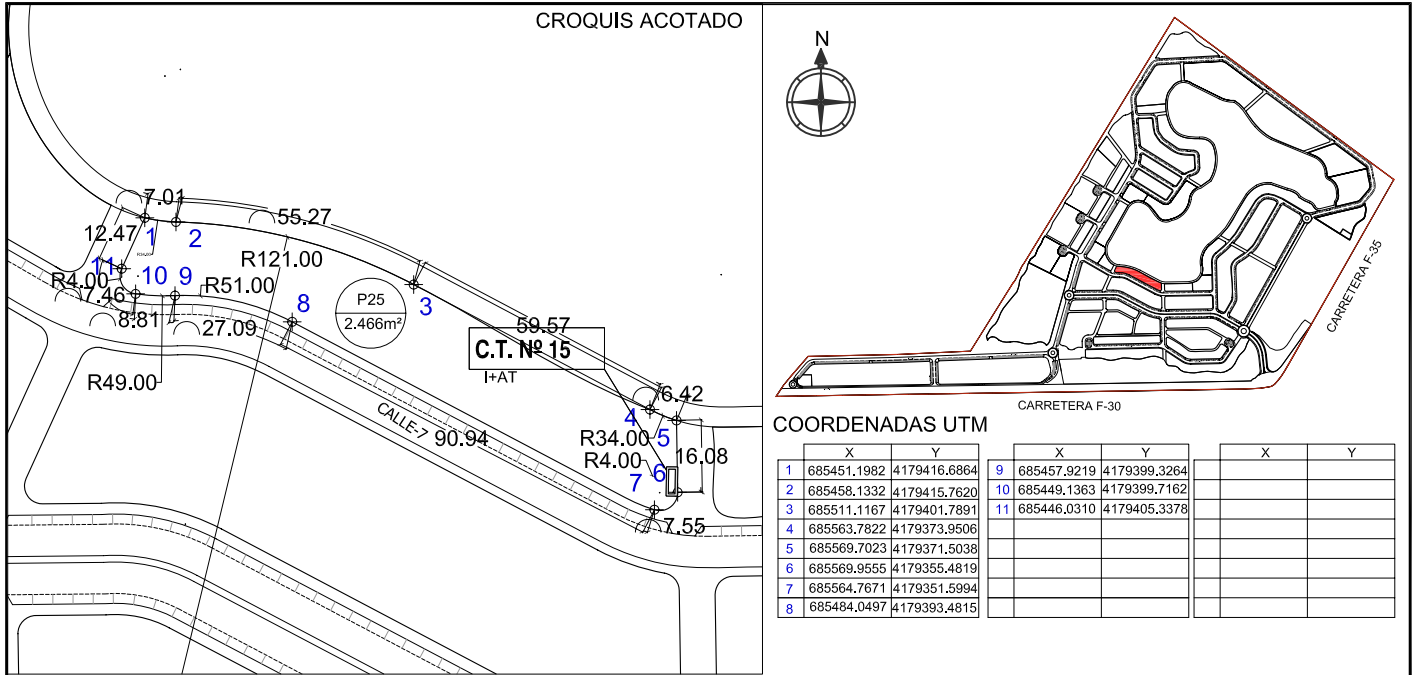 CROQUIS ACOTADO
7.01
55.27
12.47
1
2
R121.00
11
10
9
R51.00
R4.00
7.46
8.81
27.09
8
P25
2.466m²
3
59.57
C.T. Nº 15
I+AT
R49.00
CALLE-7
90.94
6.42
4
5
R34.00
R4.00
6
16.08
7
7.55
N
CARRETERA F-35
CARRETERA F-30
COORDENADAS UTM
X Y X Y X Y
1 685451.1982 4179416.6864 9 685457.9219 4179399.3264
2 685458.1332 4179415.7620 10 685449.1363 4179399.7162
3 685511.1167 4179401.7891 11 685446.0310 4179405.3378
4 685563.7822 4179373.9506
5 685569.7023 4179371.5038
6 685569.9555 4179355.4819
7 685564.7671 4179351.5994
8 685484.0497 4179393.4815